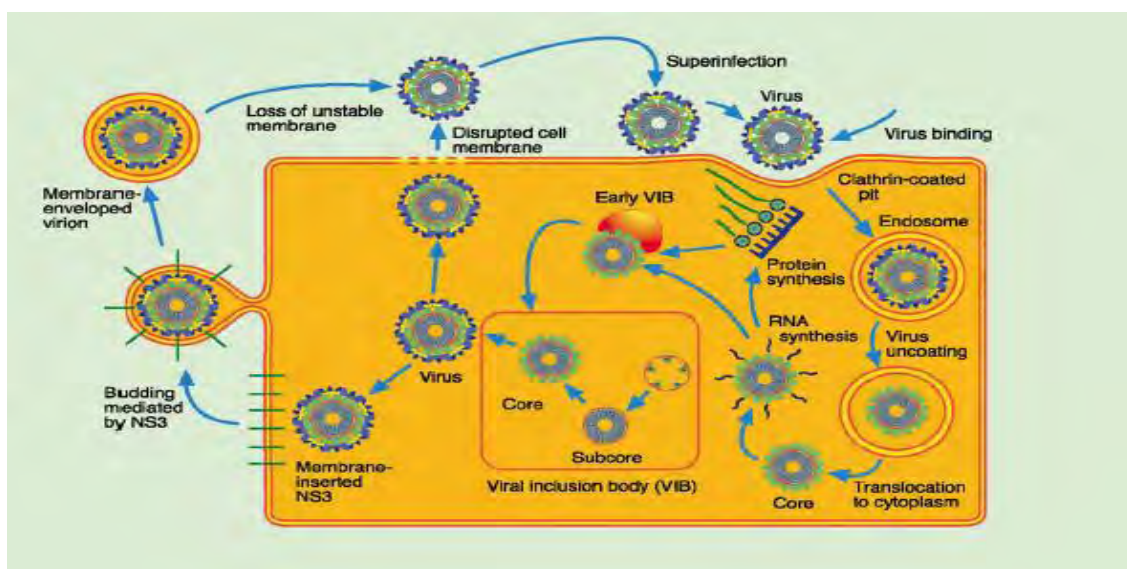 Superinfection
Virus
Virus binding
Loss of unstable
membrane
Disrupted cell
membrane
Clathrin-coated
pit
Membrane-
enveloped
virion
Early VIB
Endosome
Protein
synthesis
RNA
synthesis
Virus
uncoating
Virus
Core
Subcore
Budding
mediated
by NS3
Membrane-
inserted
NS3
Viral inclusion body (VIB)
Core
Translocation
to cytoplasm